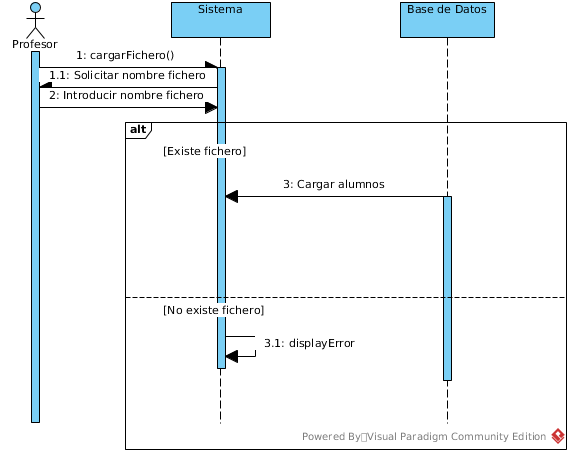 Sistema
Base de Datos
Profesor
1: cargarFichero()
1.1: Solicitar nombre fichero
2: Introducir nombre fichero
alt
[Existe fichero]
3: Cargar alumnos
[No existe fichero]
3.1: displayError
Powered By Visual Paradigm Community Edition